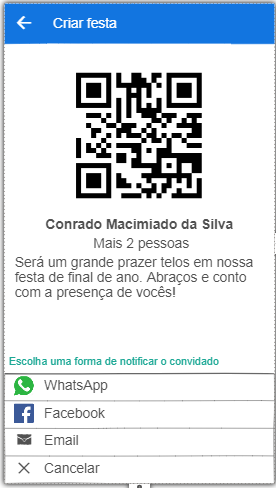 Criar festa
Conrado Macimiado da Silva
Mais 2 pessoas
Será um grande prazer telos em nossa
festa de final de ano. Abraços e conto
com a presença de vocês!
Escolha uma forma de notificar o convidado
WhatsApp
Facebook
Email
Cancelar